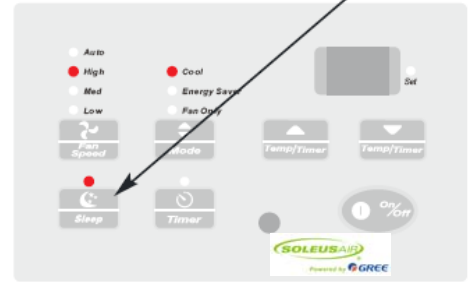 Auto
High
Med
Low
Cool
Energy Saver
Fan Only
Set
Fan
Speed
Mode
Temp/Timer
Temp/Timer
Sleep
Timer
On/Off
SOLEUSAIR
Powered by GREE